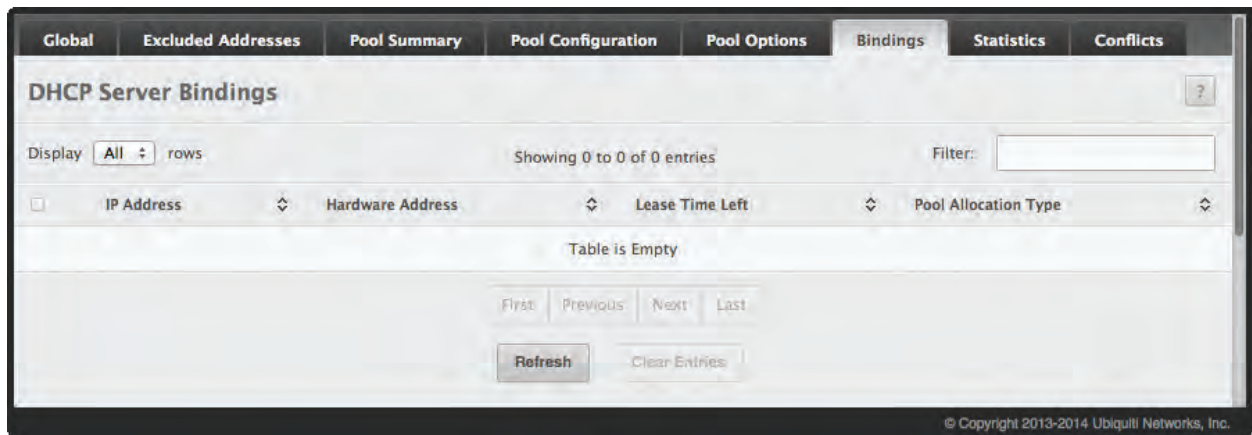 Global Excluded Addresses Pool Summary Pool Configuration Pool Options Bindings Statistics Conflicts
DHCP Server Bindings ?
Display All rows Showing 0 to 0 of 0 entries Filter:
IP Address Hardware Address Lease Time Left Pool Allocation Type
Table is Empty
First Previous Next Last
Refresh Clear Entries
© Copyright 2013-2014 Ubiquiti Networks, Inc.